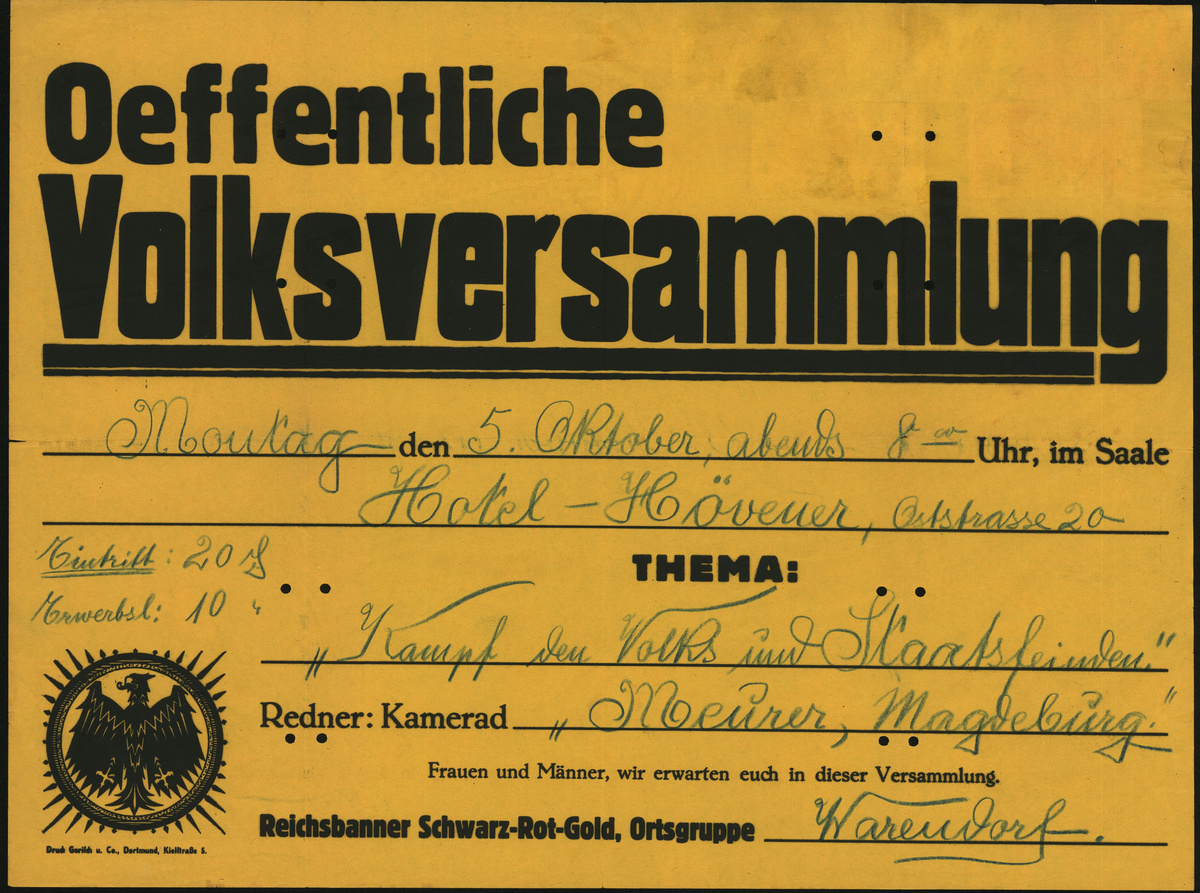 Oeffentliche
Volksversammlung
Montag den 5. Oktober, abends 8 00 Uhr, im Saale
Hotel - Hövener, Oststrasse 20
Eintritt: 20 ₰
THEMA:
Erwerbsl: 10 "
„Kampf den Volks und Staatsfeinden."
Redner: Kamerad „Meurer, Magdeburg."
Frauen und Männer, wir erwarten euch in dieser Versammlung.
Reichsbanner Schwarz-Rot-Gold, Ortsgruppe Warendorf.
Druck Gerlsch u. Co., Dortmund, Kielstraße 5.